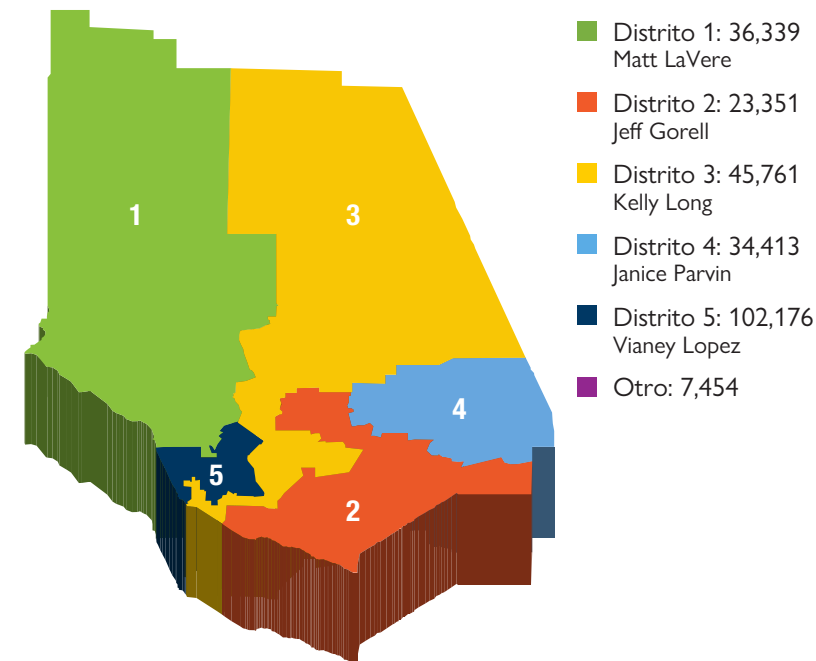 Distrito 1: 36,339
Matt LaVere
Distrito 2: 23,351
Jeff Gorell
Distrito 3: 45,761
Kelly Long
Distrito 4: 34,413
Janice Parvin
Distrito 5: 102,176
Vianey Lopez
Otro: 7,454
1
3
4
5
2